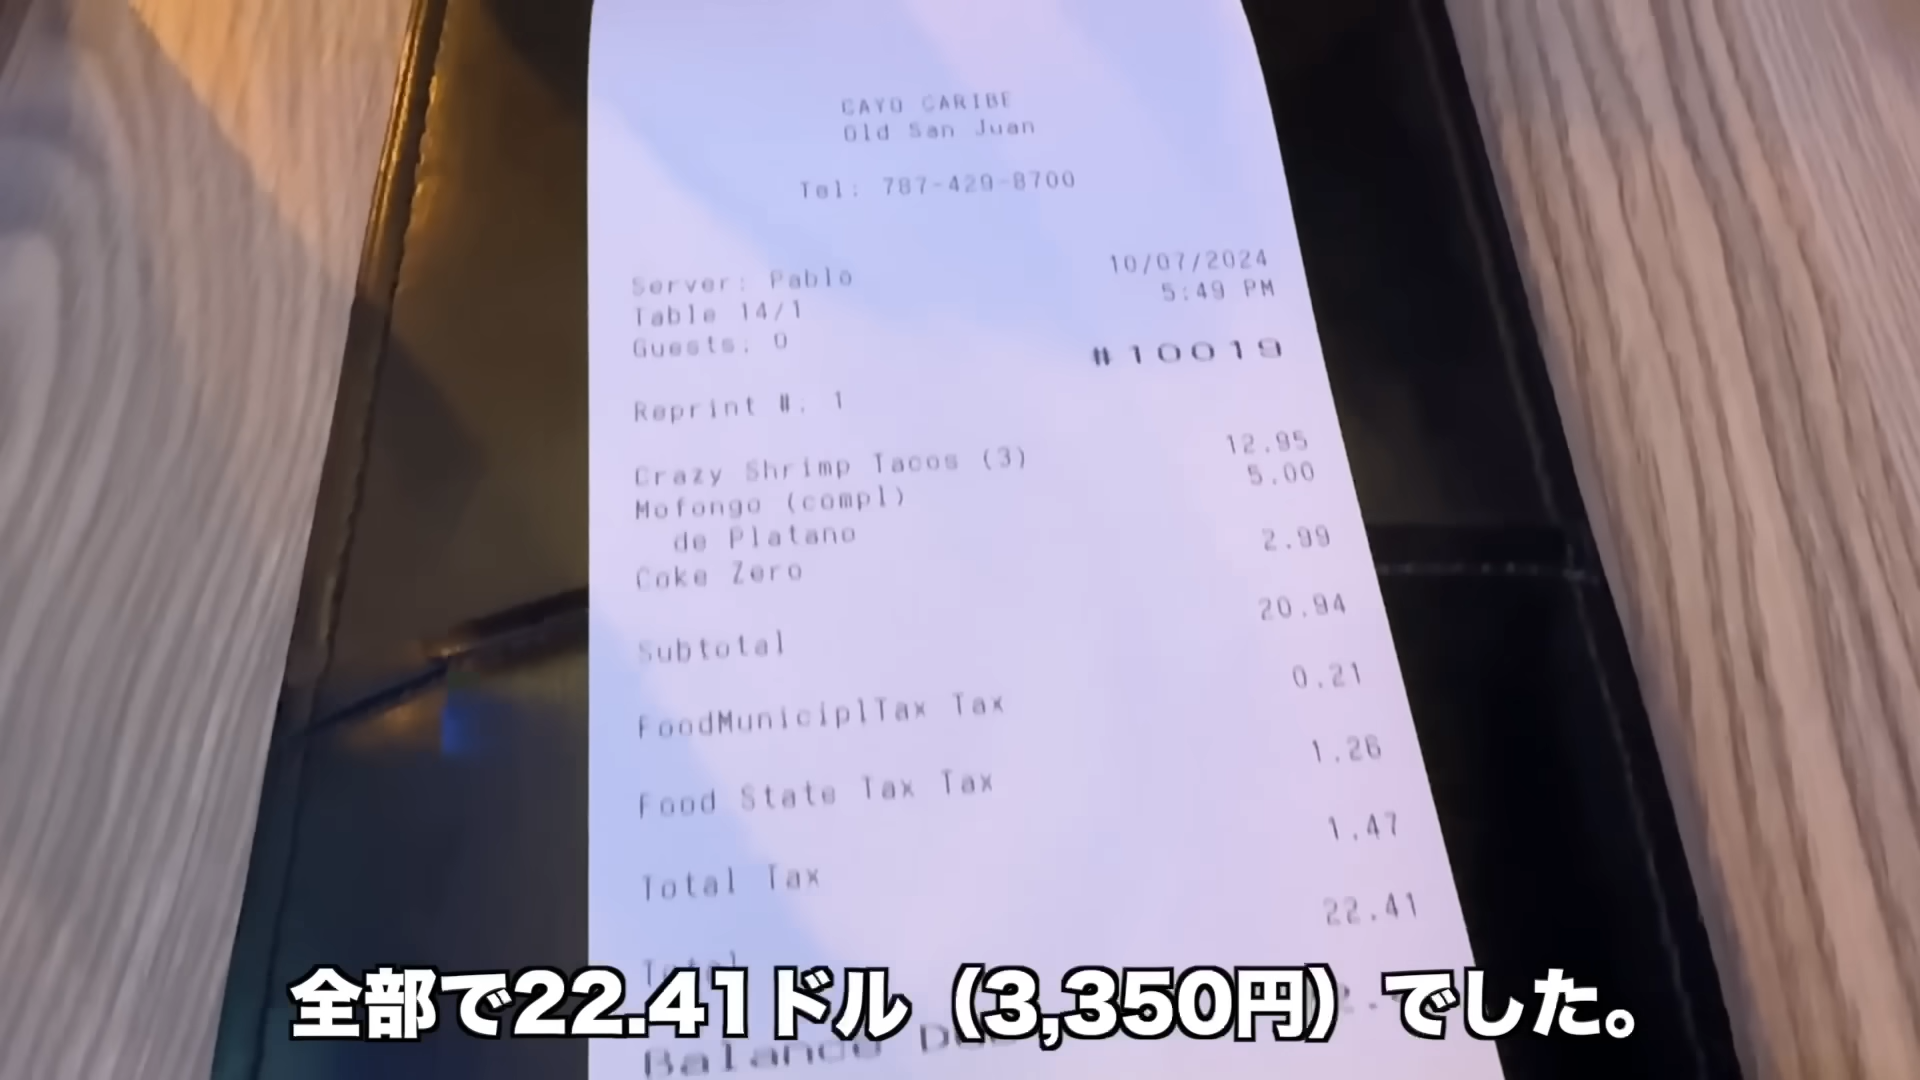 CAYO CARIBE
Old San Juan
Tel: 787-429-8700
Server: Pablo 10/07/2024
Table 14/1 5:49 PM
Guests: 0
#10019
Reprint #: 1
Crazy Shrimp Tacos (3) 12.95
Mofongo (compl) 5.00
de Platano
Coke Zero 2.99
Subtotal 20.94
FoodMuniciplTax Tax 0.21
Food State Tax Tax 1.26
Total Tax 1.47
Total 22.41
全部で22.41ドル（3,350円）でした。
Balance